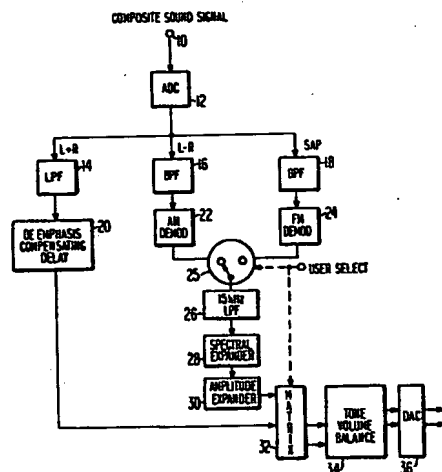 COMPOSITE SOUND SIGNAL
10
ADC
12
L+R
L-R
SAP
LPF
14
BPF
16
BPF
18
DE EMPHASIS
COMPENSATING
DELAY
20
AM
DEMOD
22
FM
DEMOD
24
25
USER SELECT
15kHz
LPF
26
SPECTRAL
EXPANDER
28
AMPLITUDE
EXPANDER
30
MATRIX
32
TONE
VOLUME
BALANCE
34
DAC
36